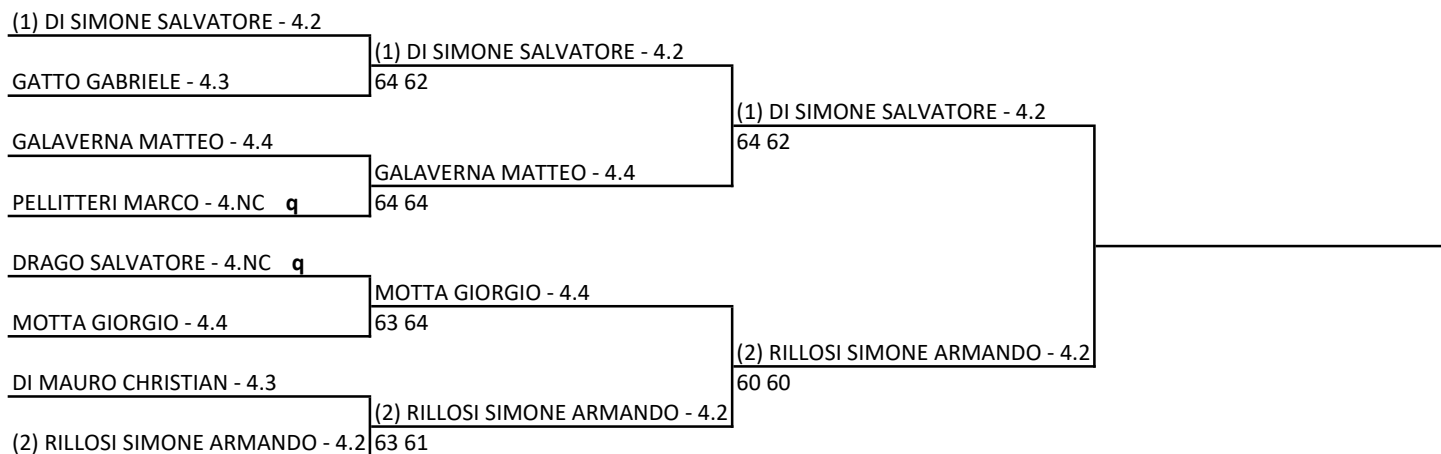 (1) DI SIMONE SALVATORE - 4.2
(1) DI SIMONE SALVATORE - 4.2
GATTO GABRIELE - 4.3
64 62
(1) DI SIMONE SALVATORE - 4.2
GALAVERNA MATTEO - 4.4
64 62
GALAVERNA MATTEO - 4.4
PELLITTERI MARCO - 4.NC q
64 64
DRAGO SALVATORE - 4.NC q
MOTTA GIORGIO - 4.4
MOTTA GIORGIO - 4.4
63 64
(2) RILLOSI SIMONE ARMANDO - 4.2
DI MAURO CHRISTIAN - 4.3
60 60
(2) RILLOSI SIMONE ARMANDO - 4.2
(2) RILLOSI SIMONE ARMANDO - 4.2
63 61